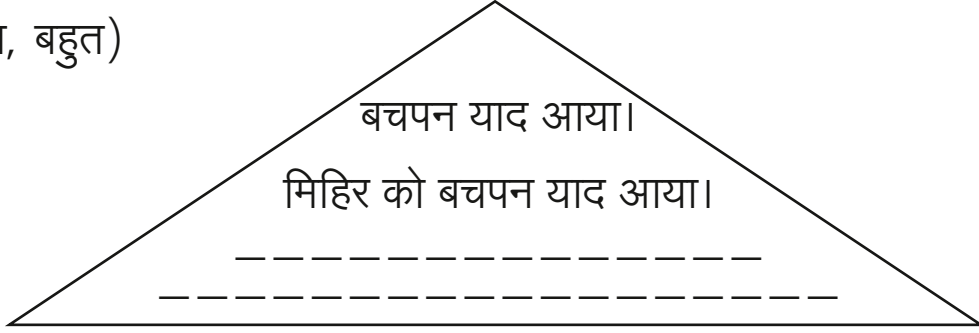 , बहुत)
बचपन याद आया।
मिहिर को बचपन याद आया।